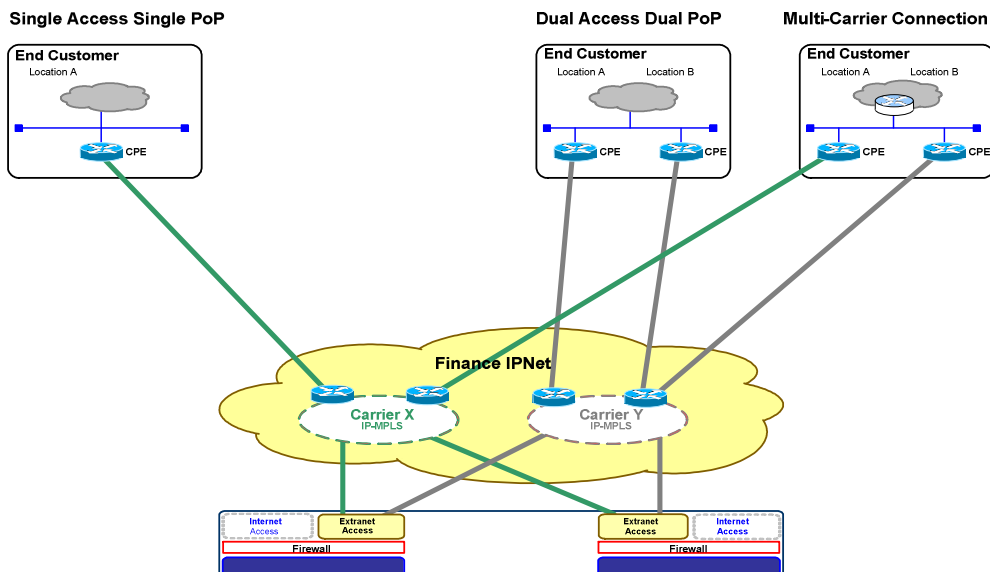 Single Access Single PoP
Dual Access Dual PoP
Multi-Carrier Connection
End Customer
End Customer
End Customer
Location A
Location A
Location B
Location A
Location B
CPE
CPE
CPE
CPE
CPE
Finance IPNet
Carrier X
IP-MPLS
Carrier Y
IP-MPLS
Internet
Access
Extranet
Access
Extranet
Access
Internet
Access
Firewall
Firewall